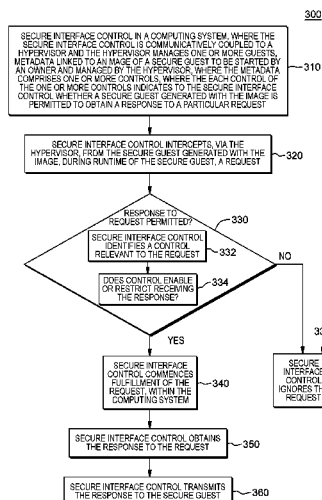 300
SECURE INTERFACE CONTROL IN A COMPUTING SYSTEM, WHERE THE
SECURE INTERFACE CONTROL IS COMMUNICATIVELY COUPLED TO A
HYPERVISOR AND THE HYPERVISOR MANAGES ONE OR MORE GUESTS,
METADATA LINKED TO AN IMAGE OF A SECURE GUEST TO BE STARTED BY
AN OWNER AND MANAGED BY THE HYPERVISOR, WHERE THE METADATA
COMPRISES ONE OR MORE CONTROLS, WHERE THE EACH CONTROL OF
THE ONE OR MORE CONTROLS INDICATES TO THE SECURE INTERFACE
CONTROL WHETHER A SECURE GUEST GENERATED WITH THE IMAGE IS
PERMITTED TO OBTAIN A RESPONSE TO A PARTICULAR REQUEST
310
SECURE INTERFACE CONTROL INTERCEPTS, VIA THE
HYPERVISOR, FROM THE SECURE GUEST GENERATED WITH THE
IMAGE, DURING RUNTIME OF THE SECURE GUEST, A REQUEST
320
RESPONSE TO
REQUEST PERMITTED?
330
SECURE INTERFACE CONTROL
IDENTIFIES A CONTROL
RELEVANT TO THE REQUEST
332
DOES CONTROL ENABLE
OR RESTRICT RECEIVING
THE RESPONSE?
334
NO
YES
SECURE INTERFACE
CONTROL COMMENCES
FULFILLMENT OF THE
REQUEST, WITHIN THE
COMPUTING SYSTEM
340
SECURE
INTERFACE
CONTROL
IGNORES THE
REQUEST
SECURE INTERFACE CONTROL OBTAINS
THE RESPONSE TO THE REQUEST
350
SECURE INTERFACE CONTROL TRANSMITS
THE RESPONSE TO THE SECURE GUEST
360